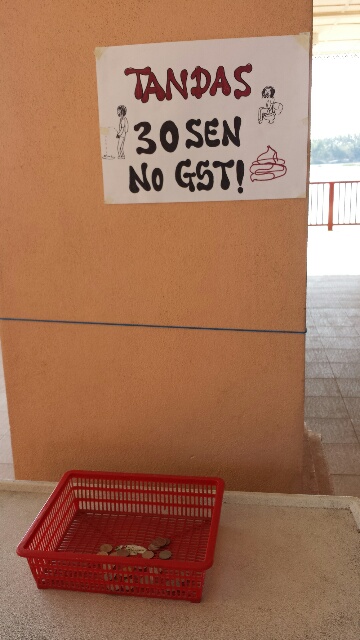 TANDAS
30 SEN
NO GST!